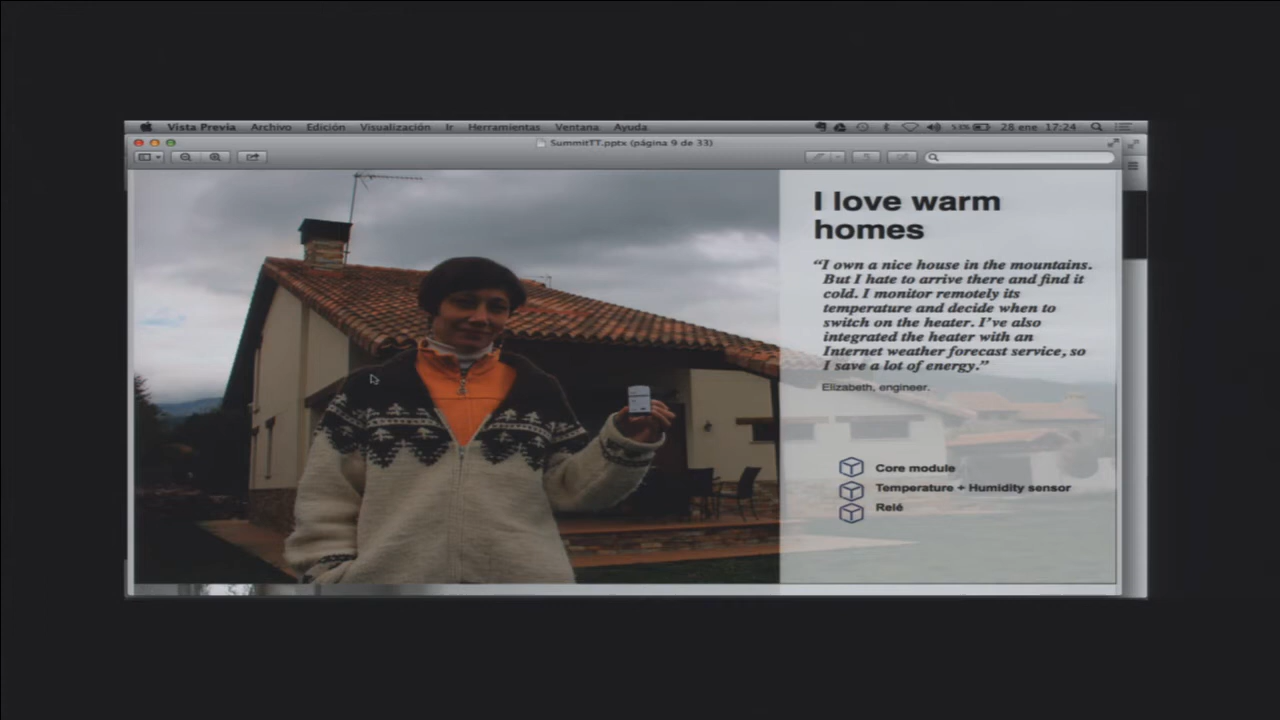 Vista Previa Archivo Edición Visualización Ir Herramientas Ventana Ayuda 28 ene 17:24
SummitTT.pptx (página 9 de 33)
I love warm
homes
“I own a nice house in the mountains.
But I hate to arrive there and find it
cold. I monitor remotely its
temperature and decide when to
switch on the heater. I’ve also
integrated the heater with an
Internet weather forecast service, so
I save a lot of energy.”
Elizabeth, engineer.
Core module
Temperature + Humidity sensor
Relé